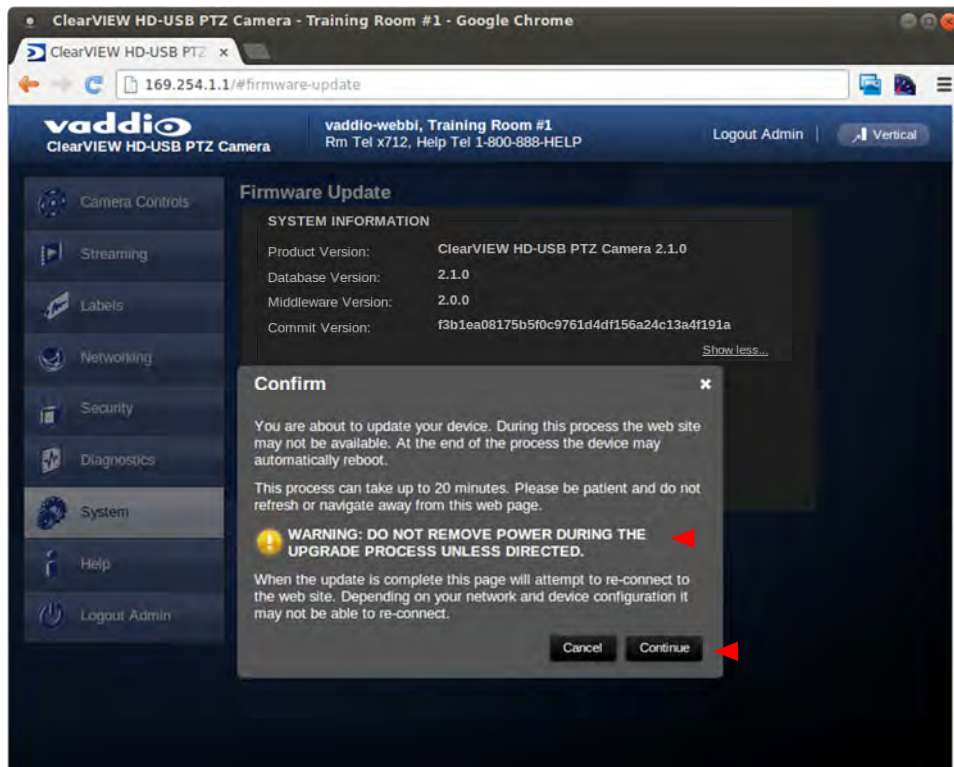 ClearVIEW HD-USB PTZ Camera - Training Room #1 - Google Chrome
ClearVIEW HD-USB PTZ
169.254.1.1/#firmware-update
vaddio
ClearVIEW HD-USB PTZ Camera
vaddio-webbi, Training Room #1
Rm Tel x712, Help Tel 1-800-888-HELP
Logout Admin
Vertical
Camera Controls
Streaming
Labels
Networking
Security
Diagnostics
System
Help
Logout Admin
Firmware Update
SYSTEM INFORMATION
Product Version: ClearVIEW HD-USB PTZ Camera 2.1.0
Database Version: 2.1.0
Middleware Version: 2.0.0
Commit Version: f3b1ea08175b5f0c9761d4df156a24c13a4f191a
Show less...
Confirm
You are about to update your device. During this process the web site
may not be available. At the end of the process the device may
automatically reboot.
This process can take up to 20 minutes. Please be patient and do not
refresh or navigate away from this web page.
WARNING: DO NOT REMOVE POWER DURING THE
UPGRADE PROCESS UNLESS DIRECTED.
When the update is complete this page will attempt to re-connect to
the web site. Depending on your network and device configuration it
may not be able to re-connect.
Cancel
Continue